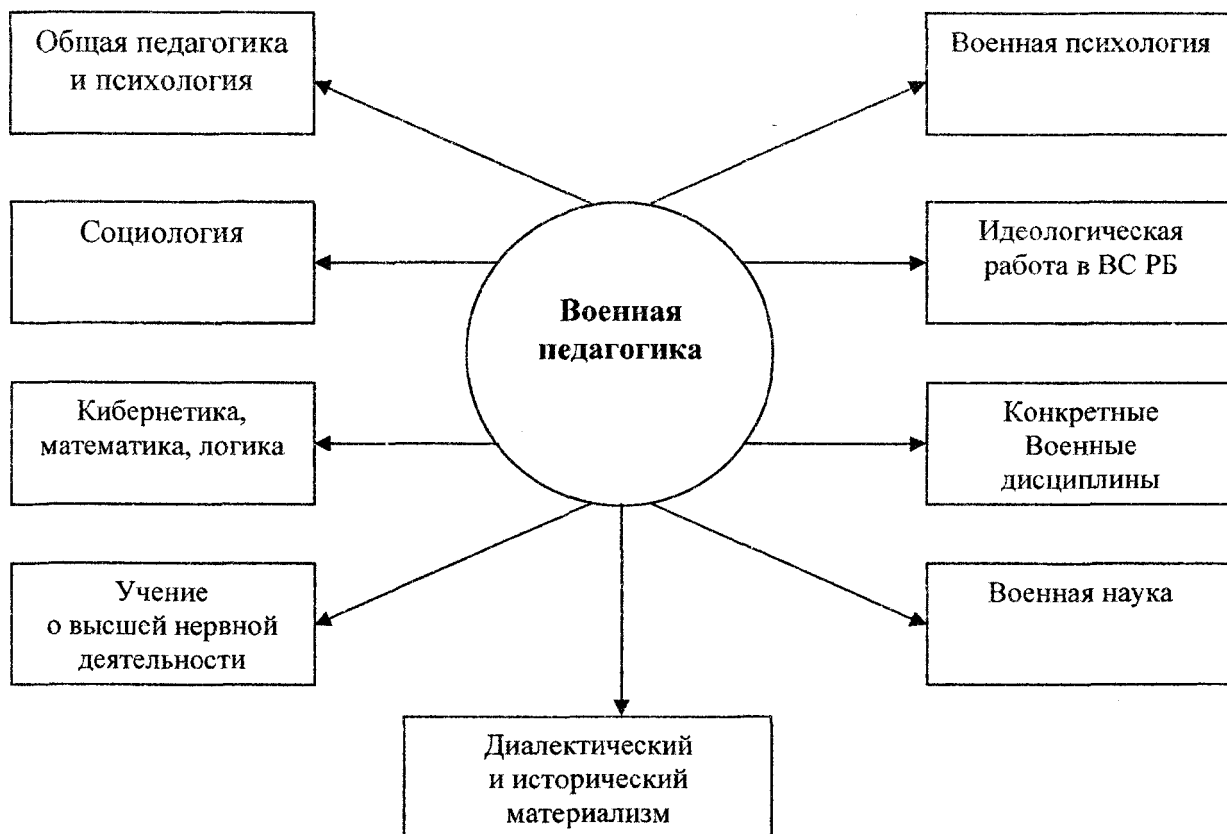 Общая педагогика
и психология
Военная психология
Социология
Идеологическая
работа в ВС РБ
Военная
педагогика
Кибернетика,
математика, логика
Конкретные
Военные
дисциплины
Учение
о высшей нервной
деятельности
Военная наука
Диалектический
и исторический
материализм